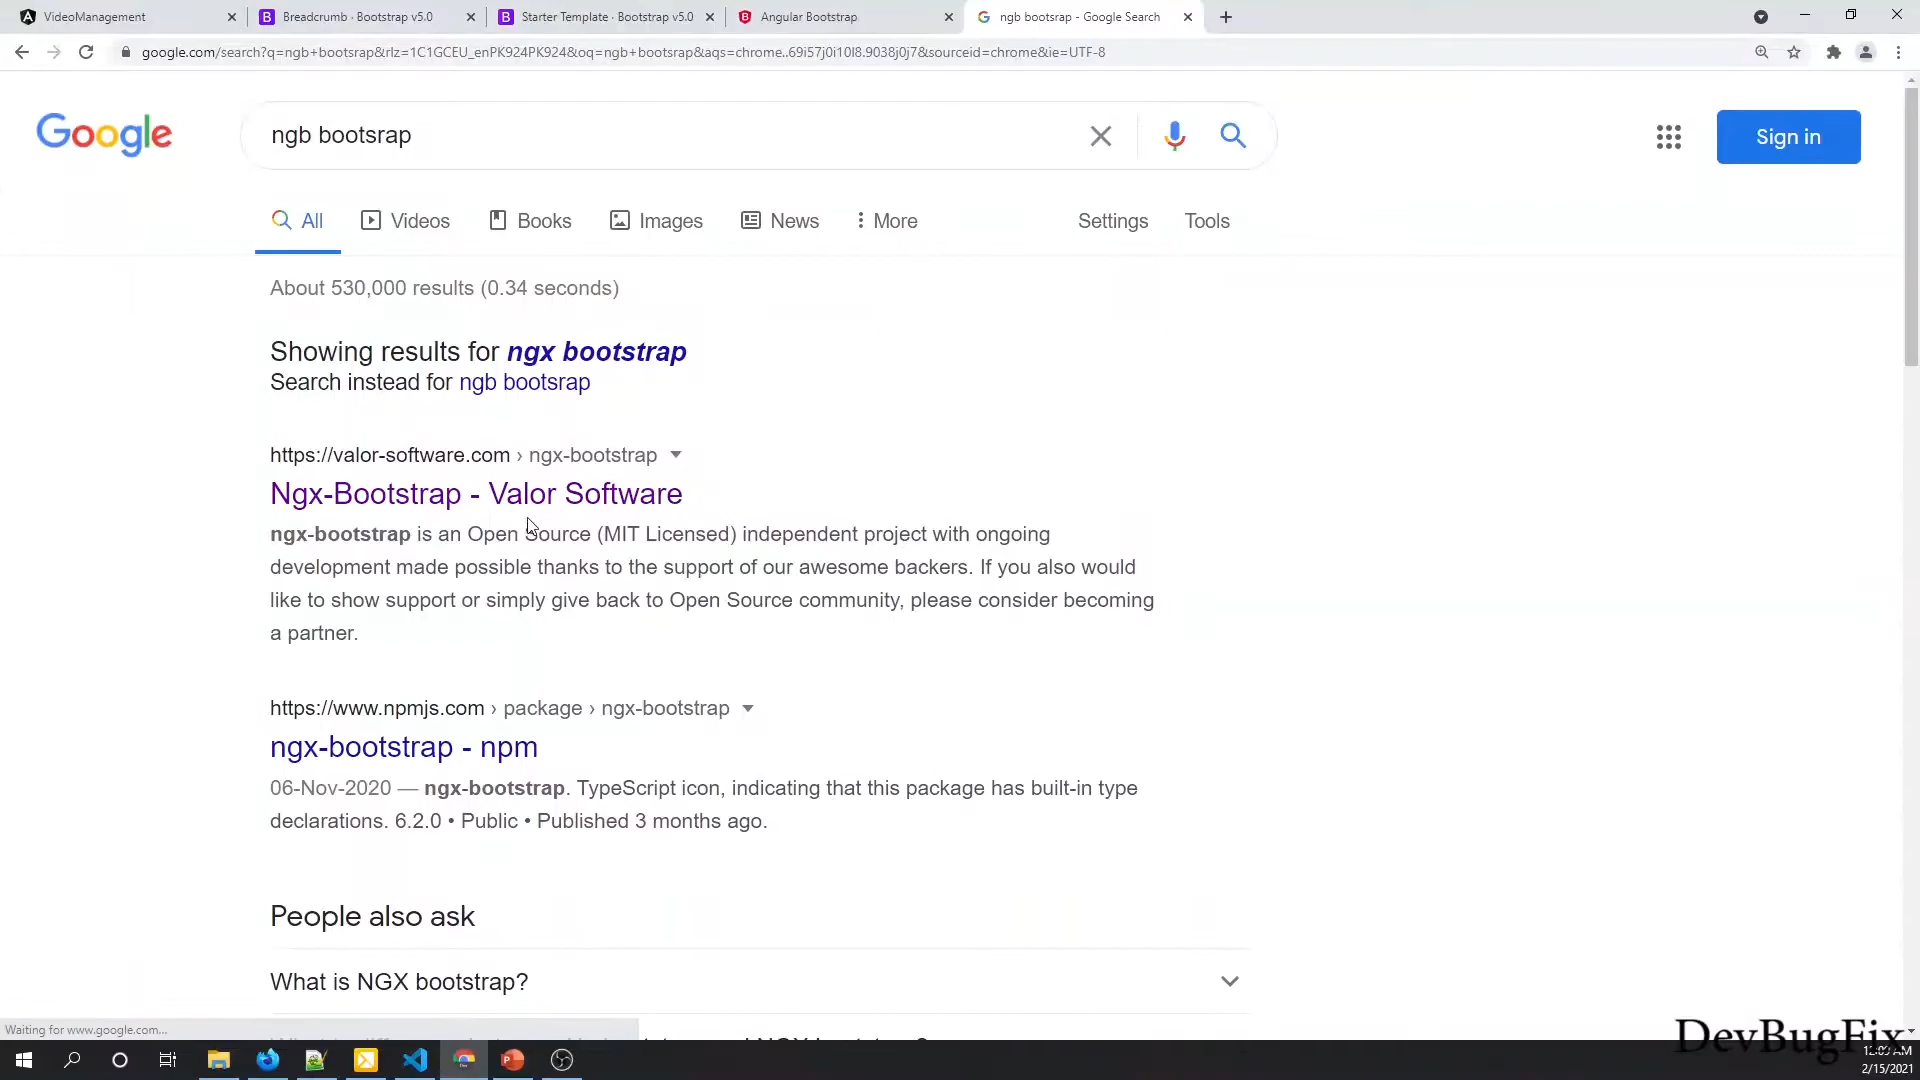 VideoManagement
Breadcrumb · Bootstrap v5.0
Starter Template · Bootstrap v5.0
Angular Bootstrap
ngb bootsrap - Google Search
google.com/search?q=ngb+bootsrap&rlz=1C1GCEU_enPK924PK924&oq=ngb+bootsrap&aqs=chrome..69i57j0i10l8.9038j0j7&sourceid=chrome&ie=UTF-8
Google
ngb bootsrap
Sign in
All
Videos
Books
Images
News
More
Settings
Tools
About 530,000 results (0.34 seconds)
Showing results for ngx bootstrap
Search instead for ngb bootsrap
https://valor-software.com › ngx-bootstrap
Ngx-Bootstrap - Valor Software
ngx-bootstrap is an Open Source (MIT Licensed) independent project with ongoing
development made possible thanks to the support of our awesome backers. If you also would
like to show support or simply give back to Open Source community, please consider becoming
a partner.
https://www.npmjs.com › package › ngx-bootstrap
ngx-bootstrap - npm
06-Nov-2020 — ngx-bootstrap. TypeScript icon, indicating that this package has built-in type
declarations. 6.2.0 • Public • Published 3 months ago.
People also ask
What is NGX bootstrap?
Waiting for www.google.com...
DevBugFix
2/15/2021